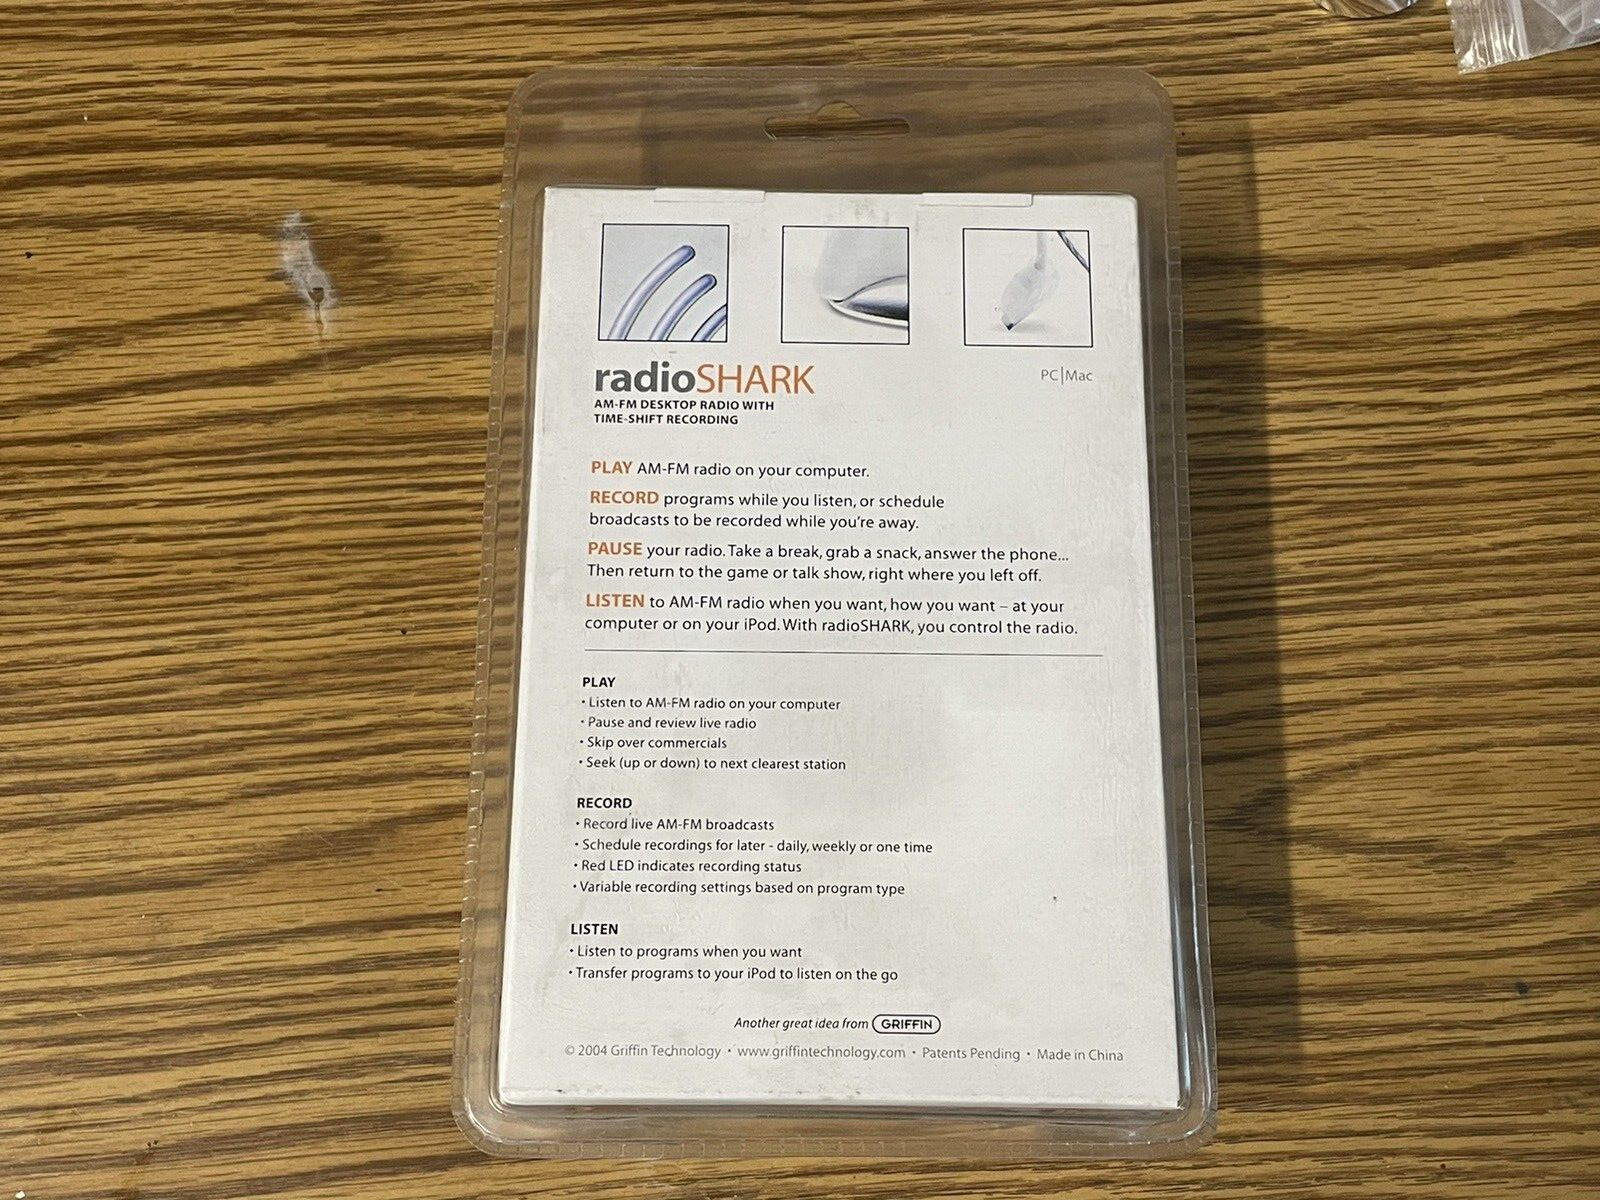 radioSHARK
PC|Mac
AM-FM DESKTOP RADIO WITH
TIME-SHIFT RECORDING
PLAY AM-FM radio on your computer.
RECORD programs while you listen, or schedule
broadcasts to be recorded while you're away.
PAUSE your radio. Take a break, grab a snack, answer the phone...
Then return to the game or talk show, right where you left off.
LISTEN to AM-FM radio when you want, how you want – at your
computer or on your iPod. With radioSHARK, you control the radio.
PLAY
• Listen to AM-FM radio on your computer
• Pause and review live radio
• Skip over commercials
• Seek (up or down) to next clearest station
RECORD
• Record live AM-FM broadcasts
• Schedule recordings for later - daily, weekly or one time
• Red LED indicates recording status
• Variable recording settings based on program type
LISTEN
• Listen to programs when you want
• Transfer programs to your iPod to listen on the go
Another great idea from GRIFFIN
© 2004 Griffin Technology • www.griffintechnology.com • Patents Pending • Made in China